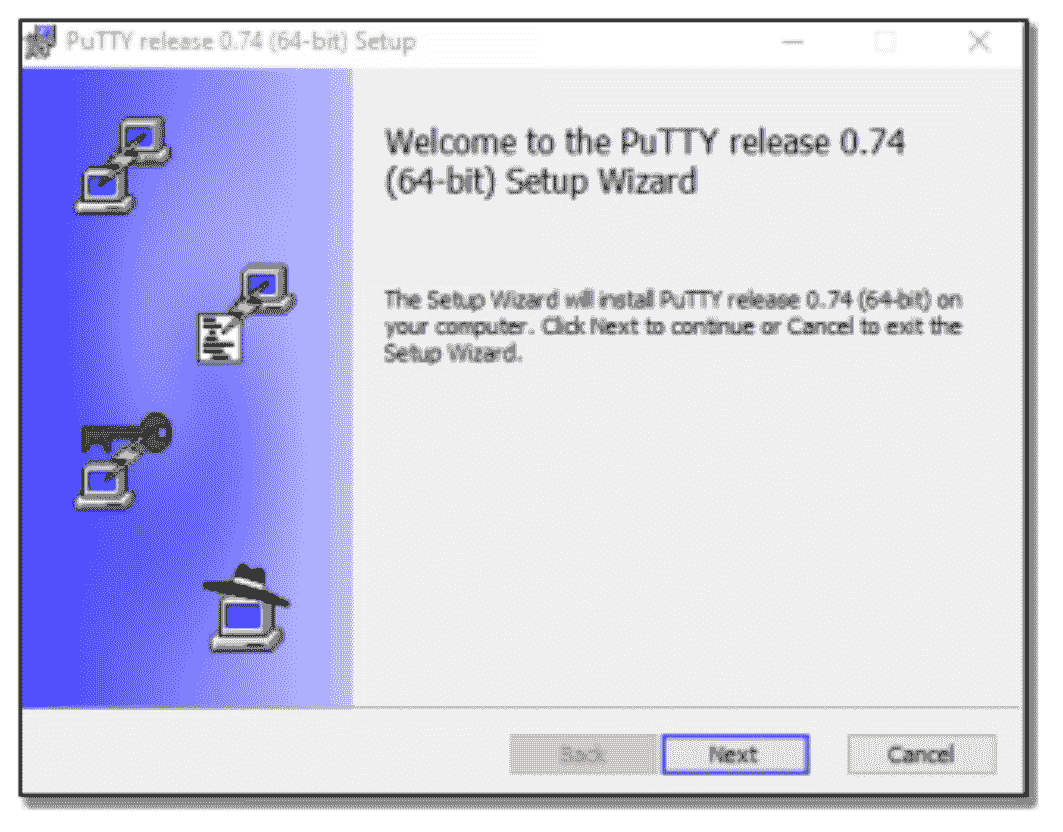 PuTTY release 0.74 (64-bit) Setup
Welcome to the PuTTY release 0.74
(64-bit) Setup Wizard
The Setup Wizard will install PuTTY release 0.74 (64-bit) on
your computer. Click Next to continue or Cancel to exit the
Setup Wizard.
Back
Next
Cancel